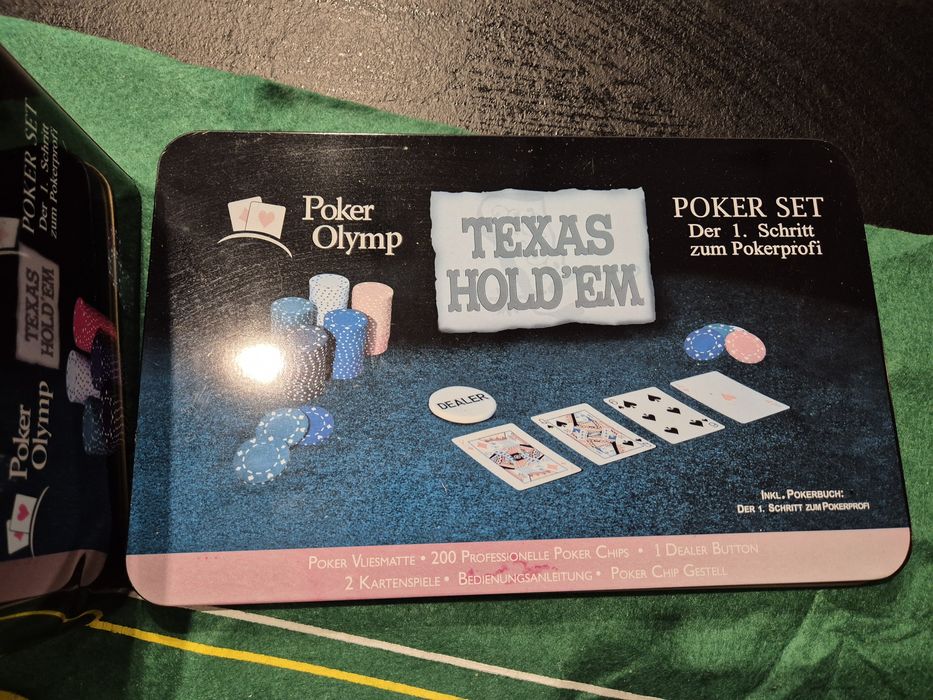 Poker
Olymp
TEXAS
HOLD'EM
POKER SET
Der 1. Schritt
zum Pokerprofi
DEALER
INKL. POKERBUCH:
DER 1. SCHRITT ZUM POKERPROFI
POKER VLIESMATTE • 200 PROFESSIONELLE POKER CHIPS • 1 DEALER BUTTON
2 KARTENSPIELE • BEDIENUNGSANLEITUNG • POKER CHIP GESTELL
POKER SET
Der 1. Schritt
zum Pokerprofi
TEXAS
HOLD'EM
Poker
Olymp